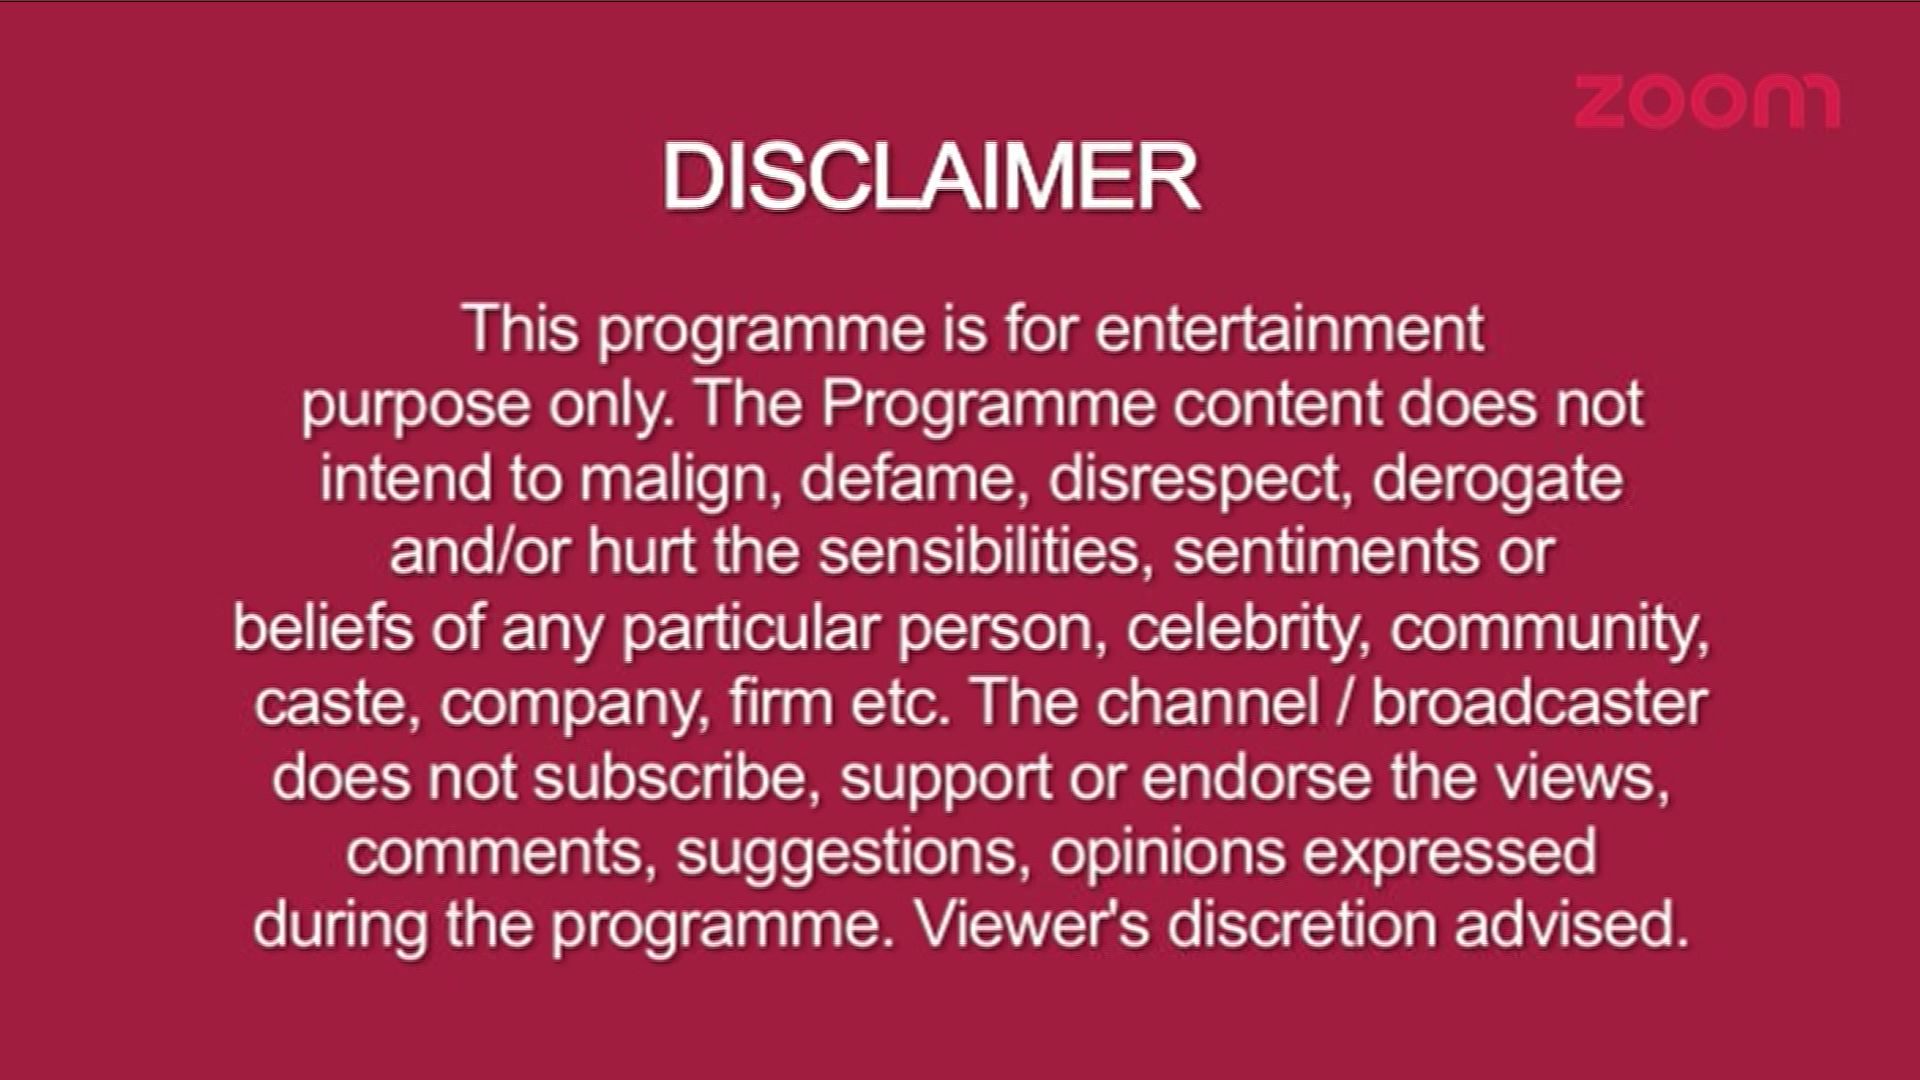 zoom
DISCLAIMER
This programme is for entertainment
purpose only. The Programme content does not
intend to malign, defame, disrespect, derogate
and/or hurt the sensibilities, sentiments or
beliefs of any particular person, celebrity, community,
caste, company, firm etc. The channel / broadcaster
does not subscribe, support or endorse the views,
comments, suggestions, opinions expressed
during the programme. Viewer's discretion advised.